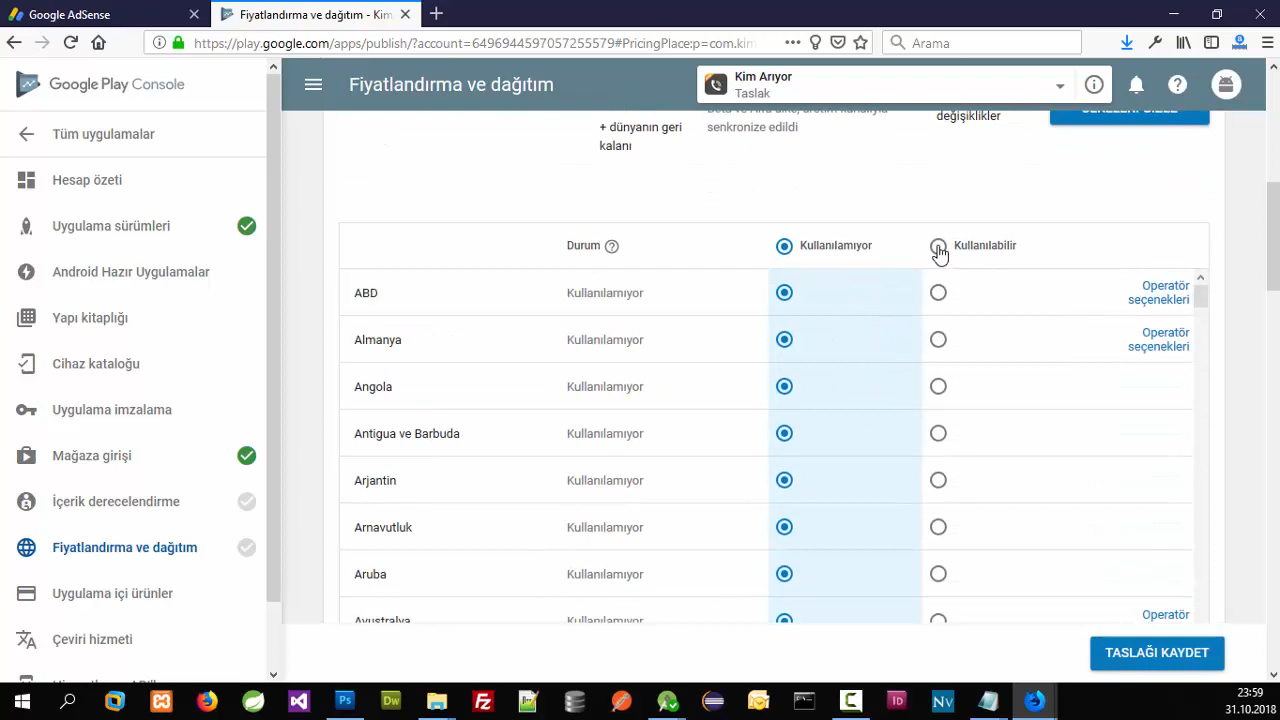 Google AdSense
Fiyatlandırma ve dağıtım - Kim
https://play.google.com/apps/publish/?account=6496944597057255579#PricingPlace:p=com.kim
Arama
Google Play Console
Fiyatlandırma ve dağıtım
Kim Arıyor
Taslak
Tüm uygulamalar
Hesap özeti
Uygulama sürümleri
Android Hazır Uygulamalar
Yapı kitaplığı
Cihaz kataloğu
Uygulama imzalama
Mağaza girişi
İçerik derecelendirme
Fiyatlandırma ve dağıtım
Uygulama içi ürünler
Çeviri hizmeti
+ dünyanın geri
kalanı
senkronize edildi
değişiklikler
Durum
Kullanılamıyor
Kullanılabilir
ABD
Kullanılamıyor
Operatör
seçenekleri
Almanya
Kullanılamıyor
Operatör
seçenekleri
Angola
Kullanılamıyor
Antigua ve Barbuda
Kullanılamıyor
Arjantin
Kullanılamıyor
Arnavutluk
Kullanılamıyor
Aruba
Kullanılamıyor
Avustralya
Kullanılamıyor
Operatör
TASLAĞI KAYDET
23:59
31.10.2018